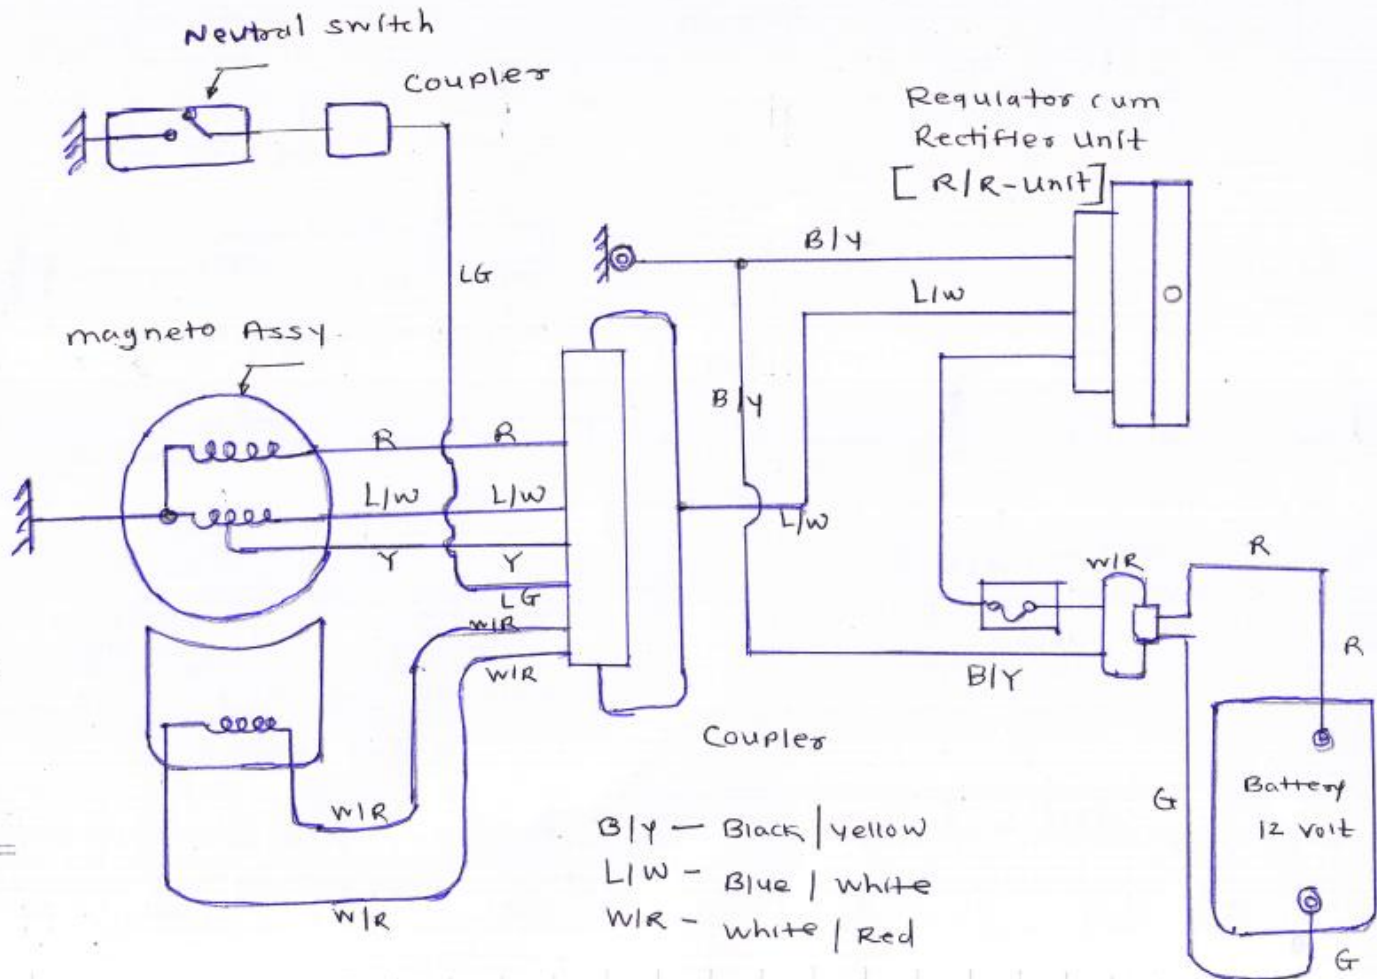 Neutral switch
Coupler
Requlator cum
Rectifier Unit
[ R/R-Unit]
B/Y
LG
L/W
magneto Assy.
B/Y
R R
L/W L/W
L/W
Y Y
LG
W/R
R
W/R
W/R
B/Y
R
Coupler
Battery
12 volt
G
W/R
B/Y - Black / yellow
L/W - Blue / white
W/R
W/R - white / Red
G